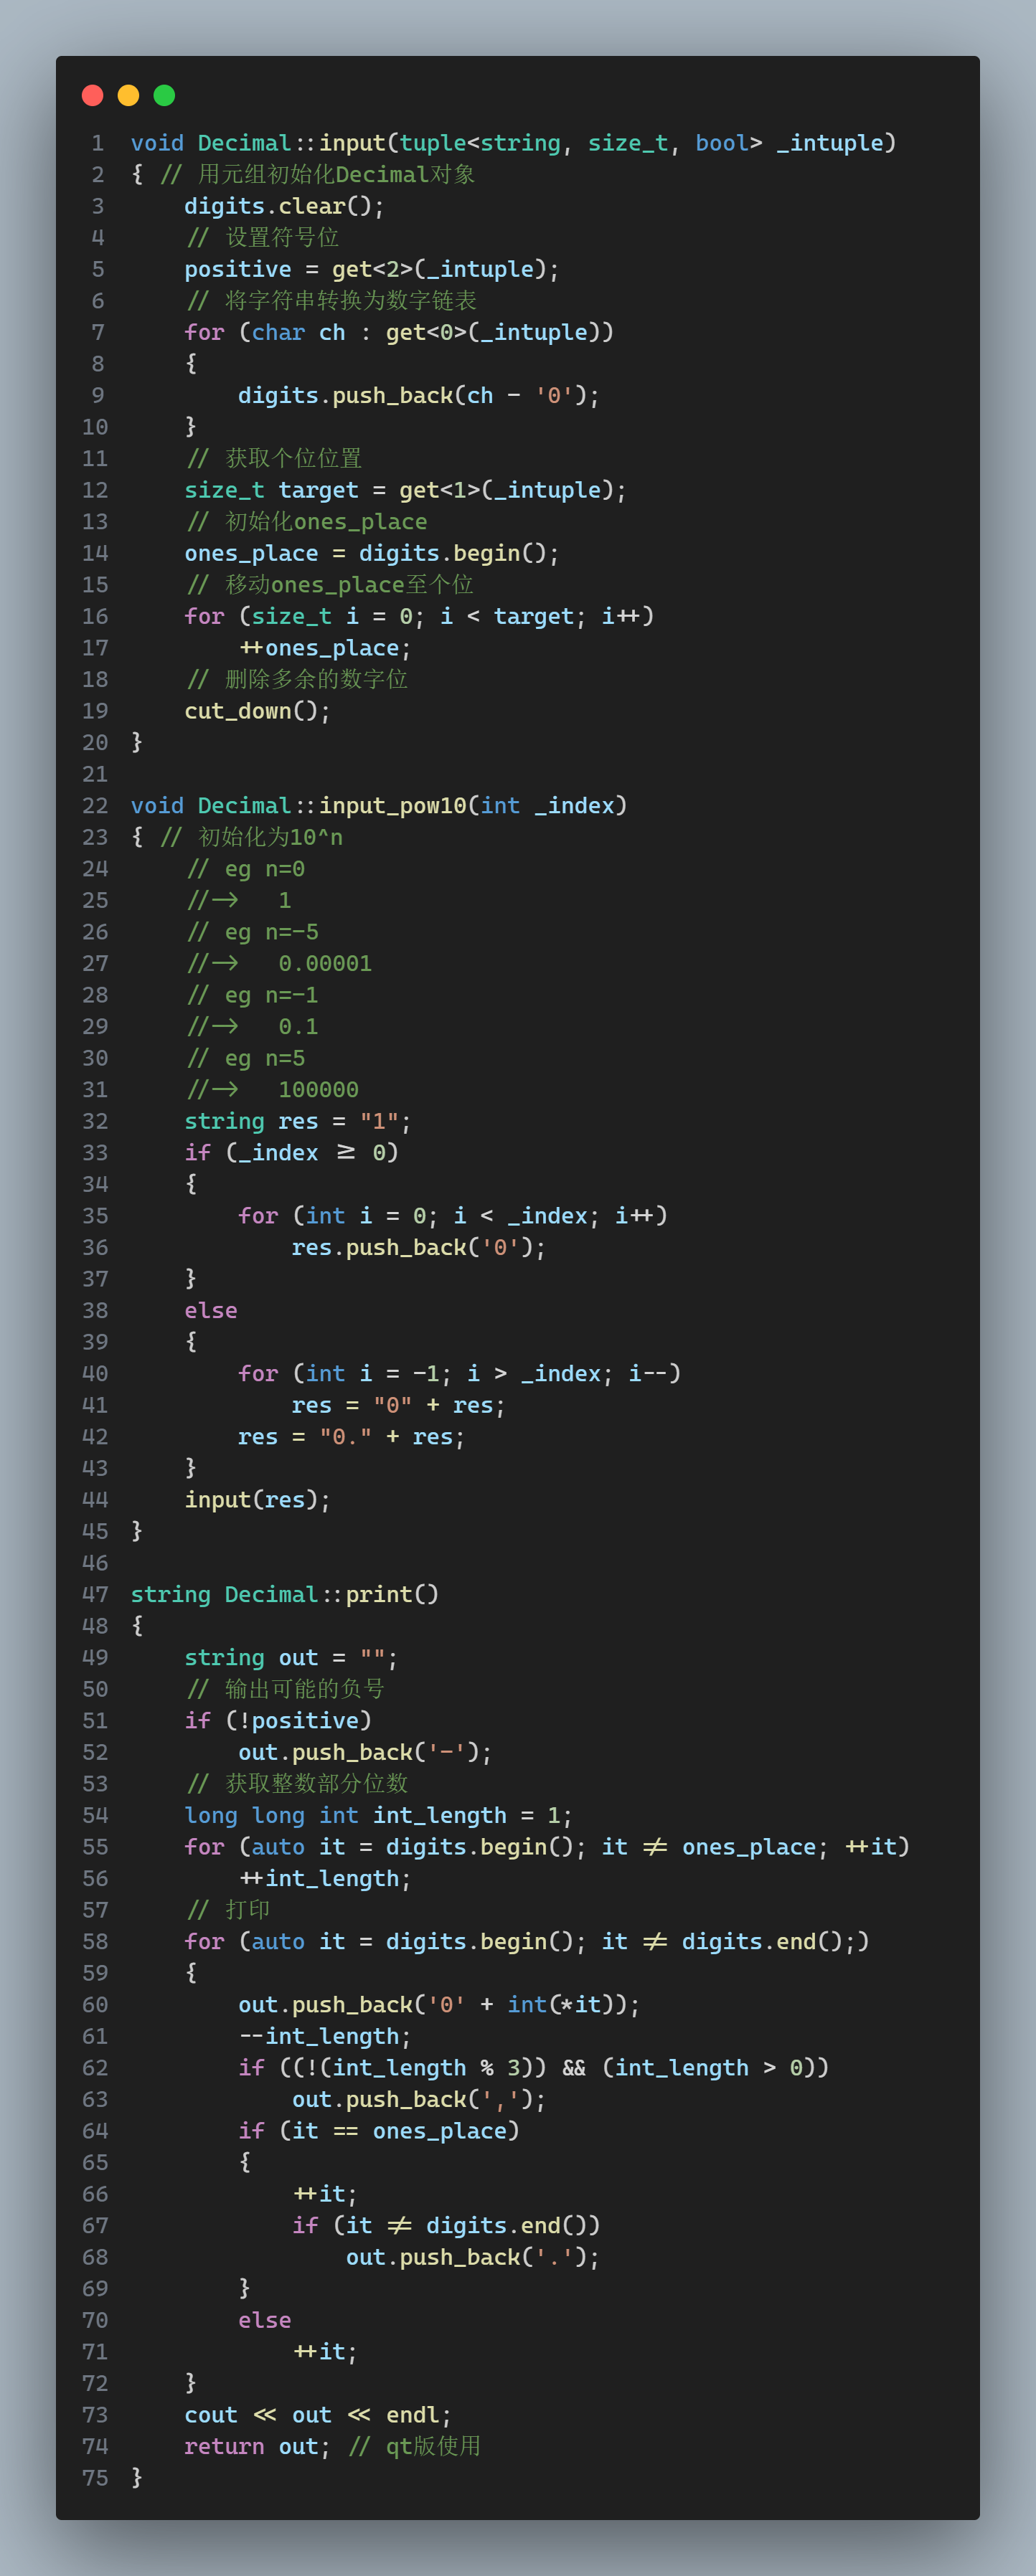 1 void Decimal::input(tuple<string, size_t, bool> _intuple)
2 { // 用元组初始化Decimal对象
3     digits.clear();
4     // 设置符号位
5     positive = get<2>(_intuple);
6     // 将字符串转换为数字链表
7     for (char ch : get<0>(_intuple))
8     {
9         digits.push_back(ch - '0');
10     }
11     // 获取个位位置
12     size_t target = get<1>(_intuple);
13     // 初始化ones_place
14     ones_place = digits.begin();
15     // 移动ones_place至个位
16     for (size_t i = 0; i < target; i++)
17         ++ones_place;
18     // 删除多余的数字位
19     cut_down();
20 }
21
22 void Decimal::input_pow10(int _index)
23 { // 初始化为10^n
24     // eg n=0
25     //->   1
26     // eg n=-5
27     //->   0.00001
28     // eg n=-1
29     //->   0.1
30     // eg n=5
31     //->   100000
32     string res = "1";
33     if (_index >= 0)
34     {
35         for (int i = 0; i < _index; i++)
36             res.push_back('0');
37     }
38     else
39     {
40         for (int i = -1; i > _index; i--)
41             res = "0" + res;
42         res = "0." + res;
43     }
44     input(res);
45 }
46
47 string Decimal::print()
48 {
49     string out = "";
50     // 输出可能的负号
51     if (!positive)
52         out.push_back('-');
53     // 获取整数部分位数
54     long long int int_length = 1;
55     for (auto it = digits.begin(); it != ones_place; ++it)
56         ++int_length;
57     // 打印
58     for (auto it = digits.begin(); it != digits.end();)
59     {
60         out.push_back('0' + int(*it));
61         --int_length;
62         if ((!(int_length % 3)) && (int_length > 0))
63             out.push_back(',');
64         if (it == ones_place)
65         {
66             ++it;
67             if (it != digits.end())
68                 out.push_back('.');
69         }
70         else
71             ++it;
72     }
73     cout << out << endl;
74     return out; // qt版使用
75 }